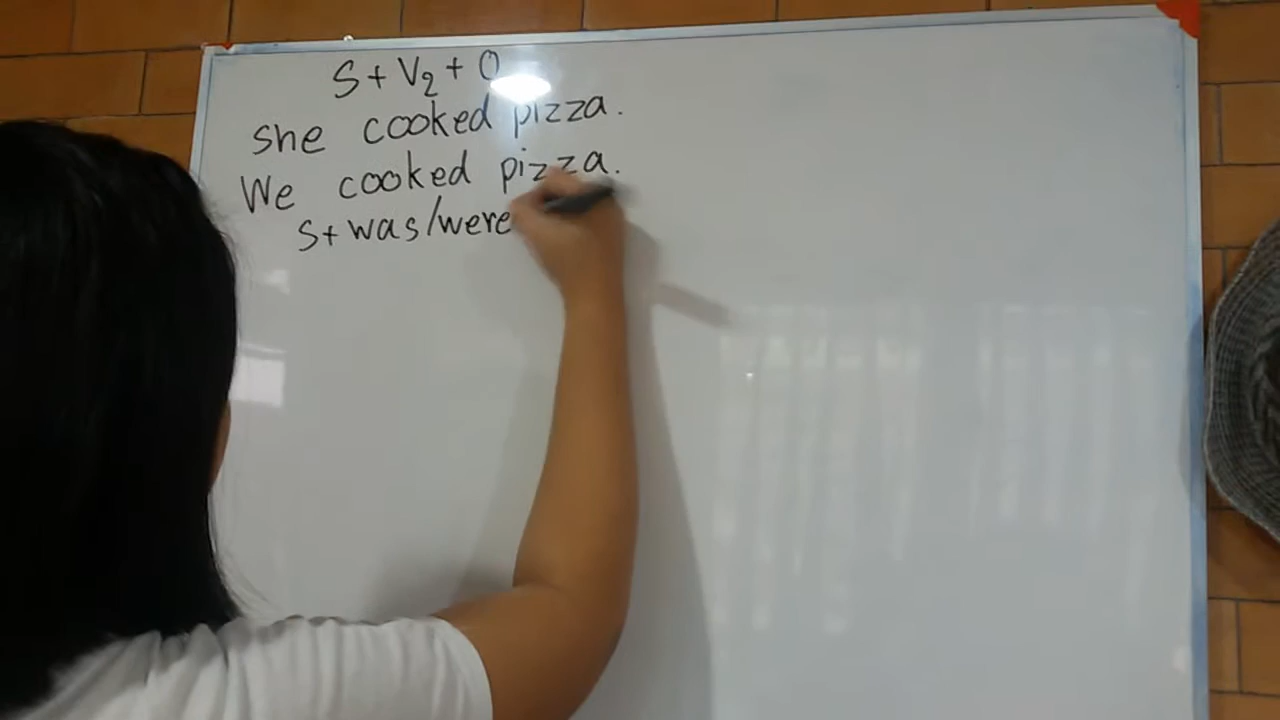 S + V2 + O
She cooked pizza.
We cooked pizza.
S + was/were